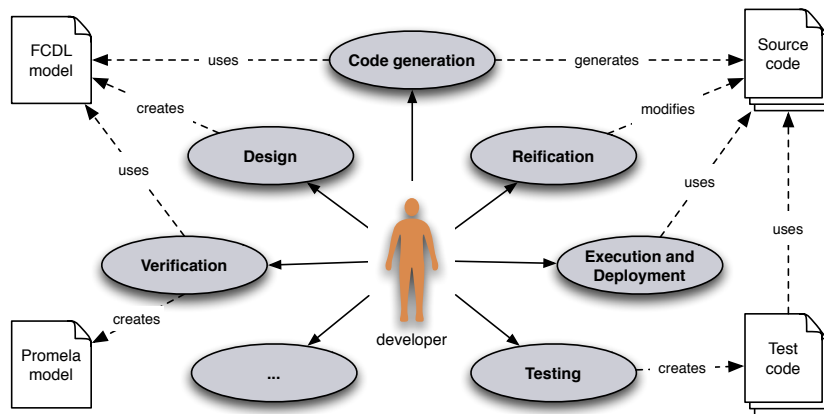 FCDL
model
uses
Code generation
generates
Source
code
creates
modifies
Design
Reification
uses
uses
uses
Verification
Execution and
Deployment
creates
developer
Promela
model
...
Testing
creates
Test
code